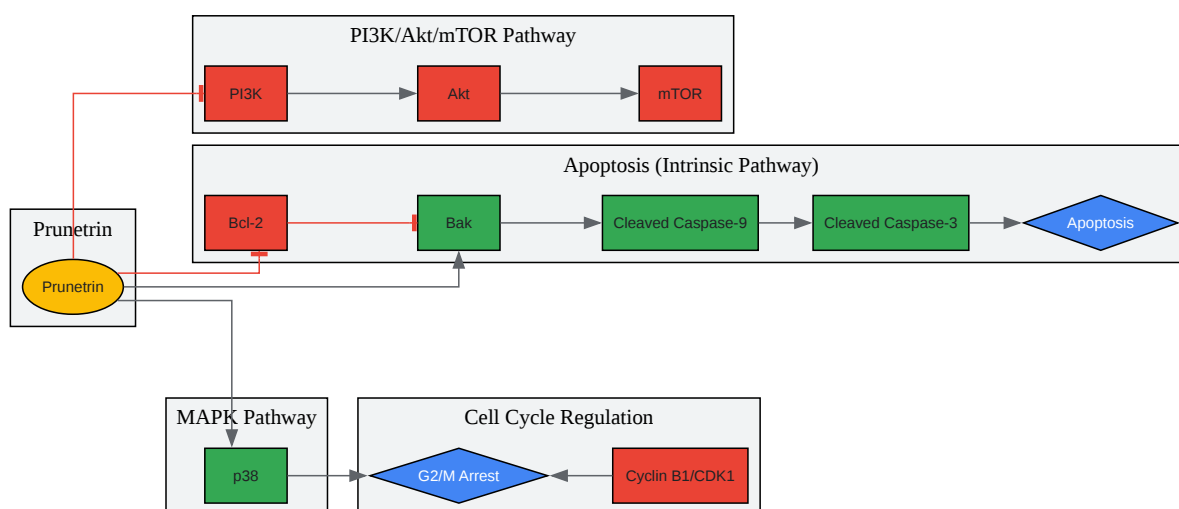 PI3K/Akt/mTOR Pathway
PI3K
Akt
mTOR
Apoptosis (Intrinsic Pathway)
Bcl-2
Bak
Cleaved Caspase-9
Cleaved Caspase-3
Apoptosis
Prunetrin
Prunetrin
MAPK Pathway
p38
Cell Cycle Regulation
G2/M Arrest
Cyclin B1/CDK1